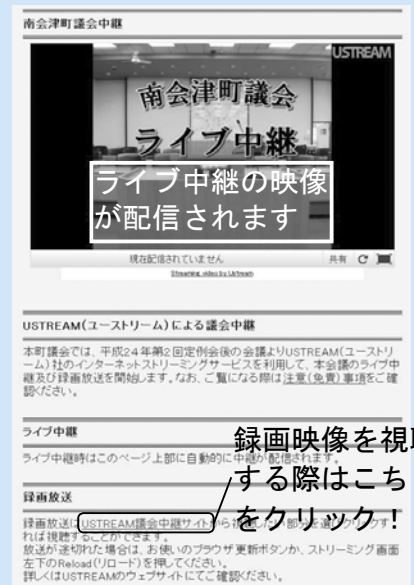 南会津町議会中継
USTREAM
南会津町議会
ライブ中継
ライブ中継の映像
が配信されます
現在配信されていません
共有
Streaming video by Ustream
USTREAM(ユーストリーム)による議会中継
本町議会では、平成24年第2回定例会後の会議よりUSTREAM(ユーストリ
ーム)社のインターネットストリーミングサービスを利用して、本会議のライブ中
継及び録画放送を開始します。なお、ご覧になる際は注意(免責)事項をご確
認ください。
ライブ中継
ライブ中継時はこのページ上部に自動的に中継が配信されます。
録画映像を視聴
する際はこち
をクリック！
録画放送
録画放送はUSTREAM議会中継サイトから視聴したい部分を選びクリックす
れば視聴することができます。
放送が途切れた場合は、お使いのブラウザ更新ボタンか、ストリーミング画面
左下のReload(リロード)を押してください。
詳しくはUSTREAMのウェブサイトにてご確認ください。